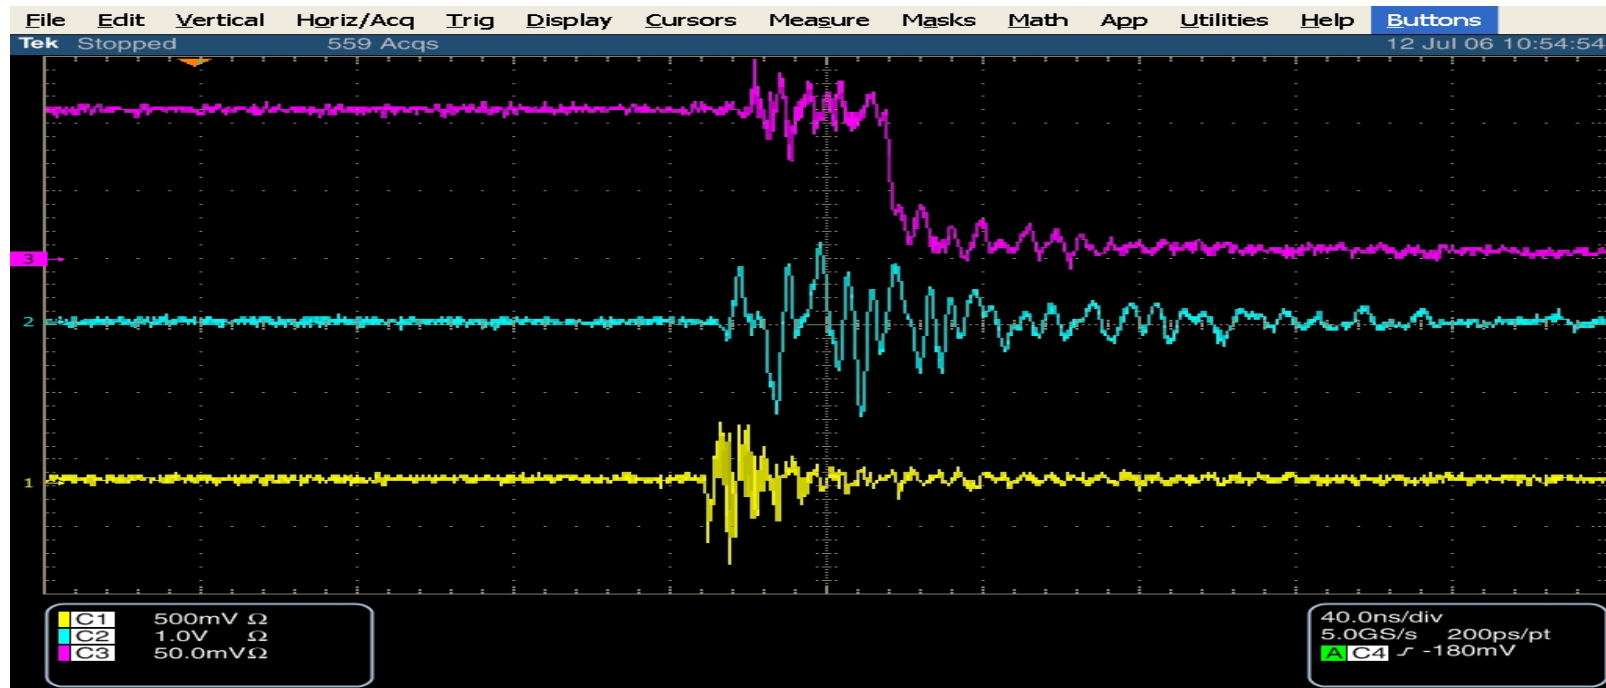 File Edit Vertical Horiz/Acq Trig Display Cursors Measure Masks Math App Utilities Help Buttons
Tek Stopped 559 Acqs 12 Jul 06 10:54:54
3
2
1
C1 500mV Ω
C2 1.0V Ω
C3 50.0mVΩ
40.0ns/div
5.0GS/s 200ps/pt
A C4 -180mV